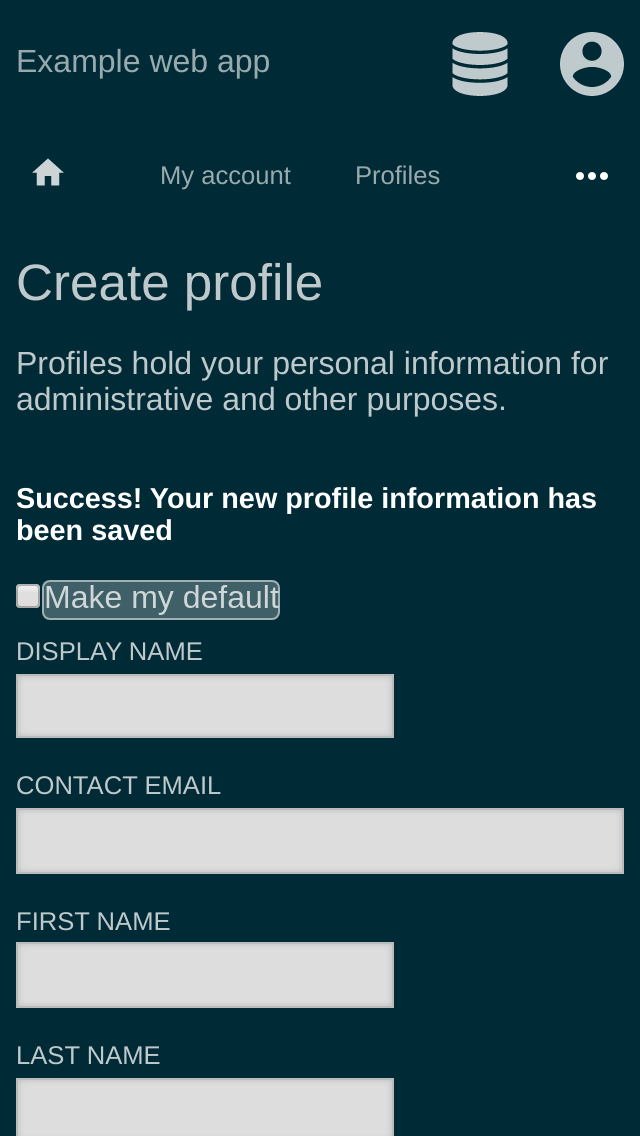 Example web app
My account
Profiles
Create profile
Profiles hold your personal information for
administrative and other purposes.
Success! Your new profile information has
been saved
Make my default
DISPLAY NAME
CONTACT EMAIL
FIRST NAME
LAST NAME